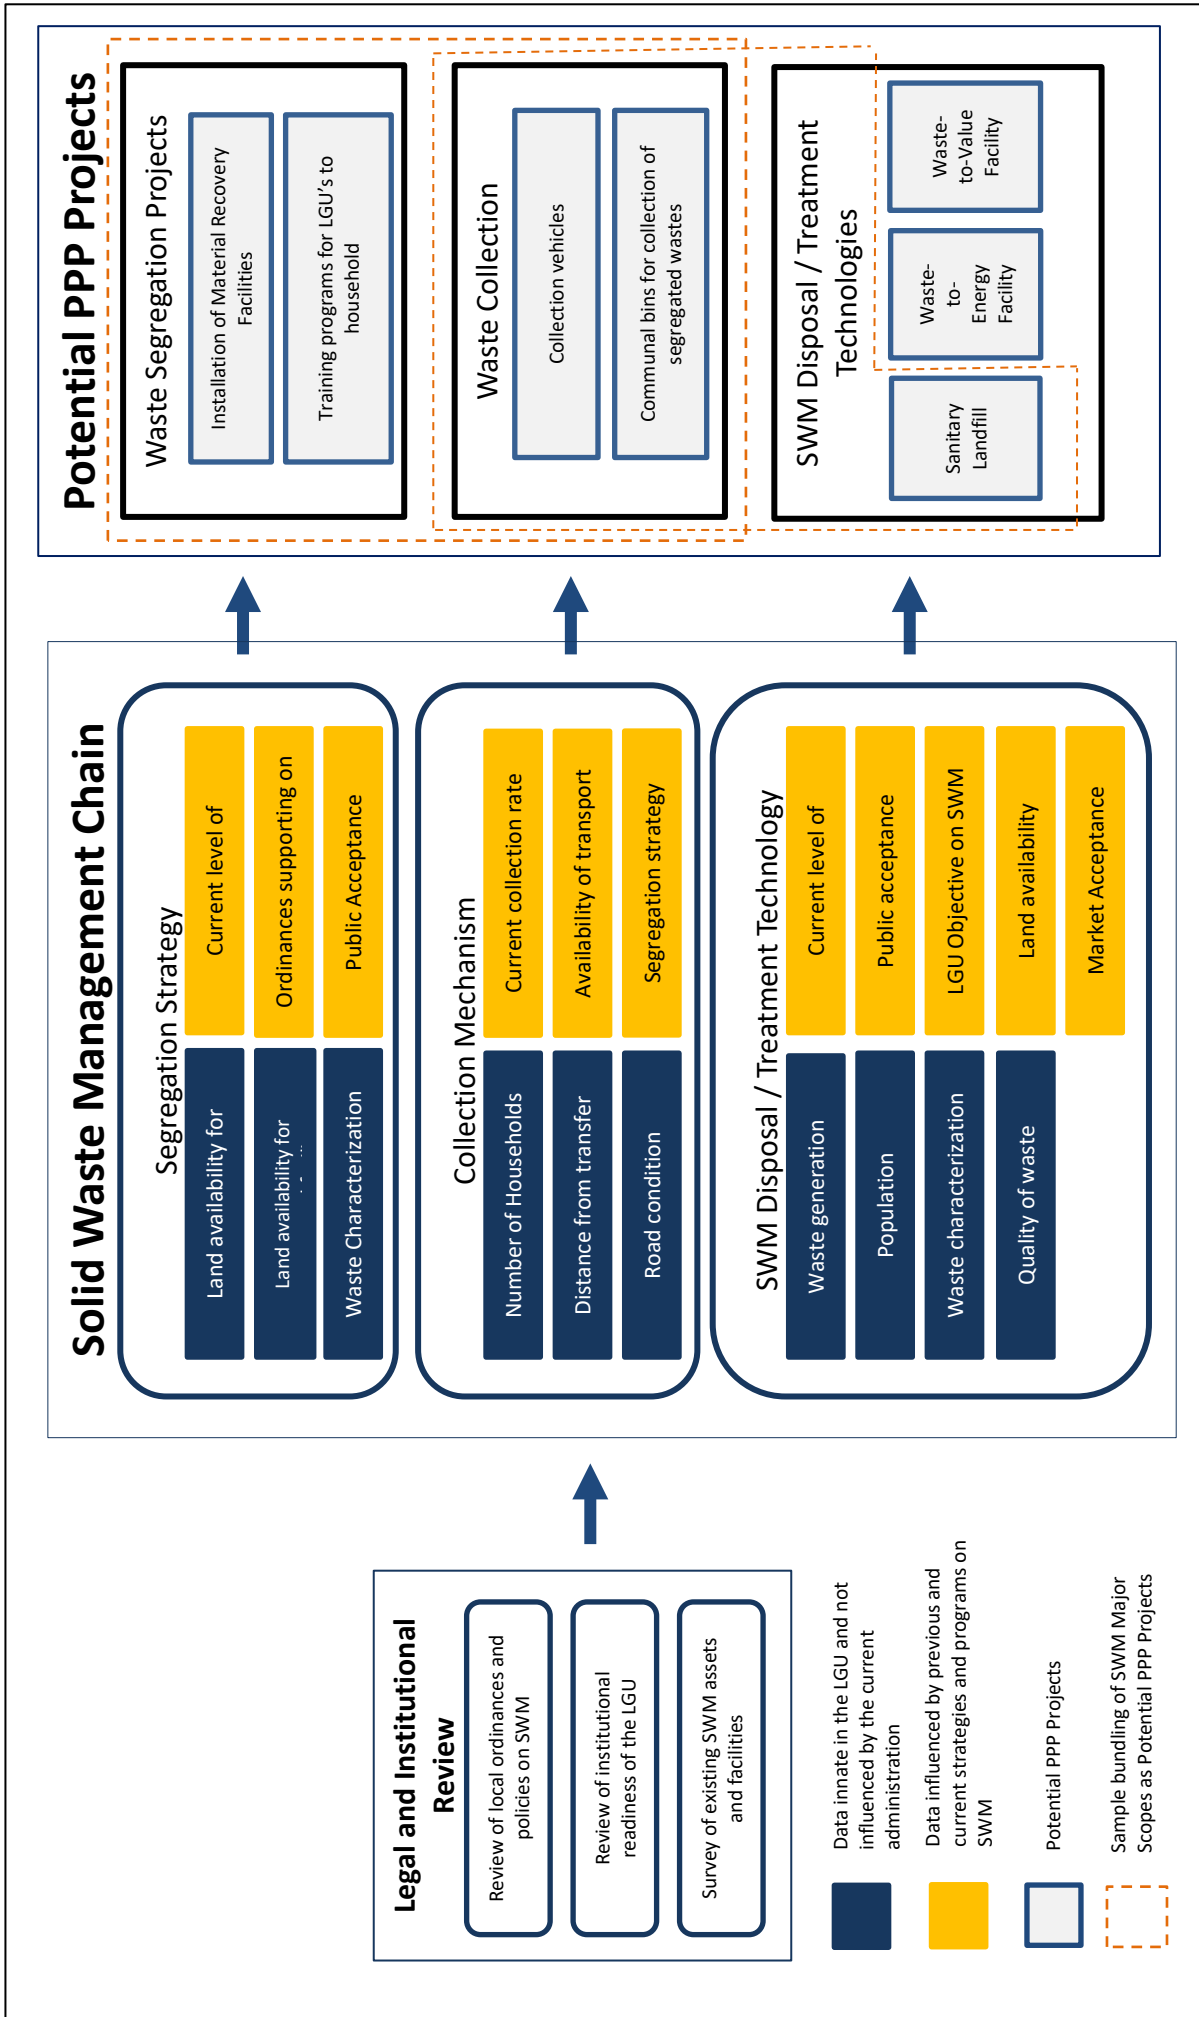 Legal and Institutional
Review
Review of local ordinances and
policies on SWM
Review of institutional
readiness of the LGU
Survey of existing SWM assets
and facilities
Data innate in the LGU and not
influenced by the current
administration
Data influenced by previous and
current strategies and programs on
SWM
Potential PPP Projects
Sample bundling of SWM Major
Scopes as Potential PPP Projects
Solid Waste Management Chain
Segregation Strategy
Land availability for
Current level of
Land availability for
Ordinances supporting on
Waste Characterization
Public Acceptance
Collection Mechanism
Number of Households
Current collection rate
Distance from transfer
Availability of transport
Road condition
Segregation strategy
SWM Disposal / Treatment Technology
Waste generation
Current level of
Population
Public acceptance
Waste characterization
LGU Objective on SWM
Quality of waste
Land availability
Market Acceptance
Potential PPP Projects
Waste Segregation Projects
Installation of Material Recovery
Facilities
Training programs for LGU's to
household
Waste Collection
Collection vehicles
Communal bins for collection of
segregated wastes
SWM Disposal / Treatment
Technologies
Sanitary
Landfill
Waste-
to-
Energy
Facility
Waste-
to-Value
Facility